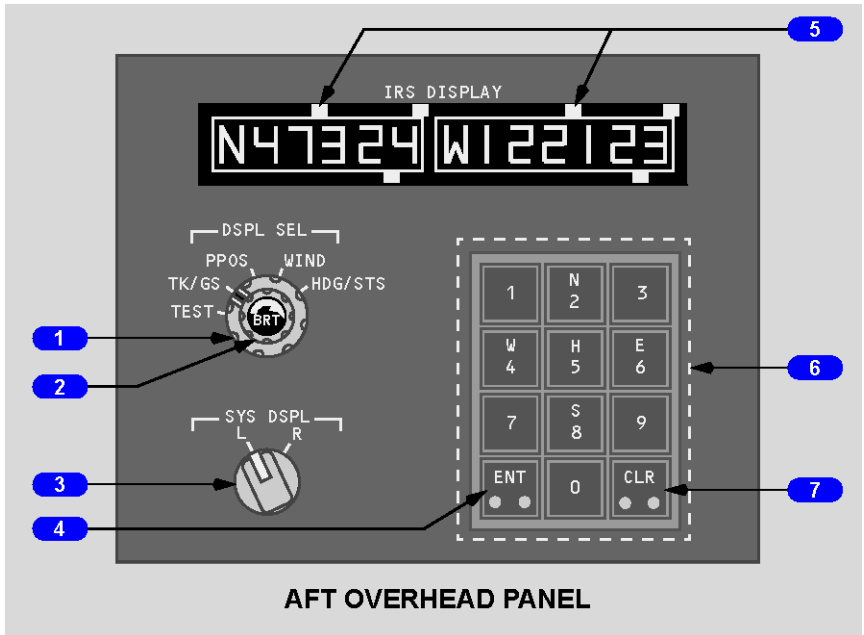 5
IRS DISPLAY
N47324 W122123
DSPL SEL
PPOS WIND
TK/GS HDG/STS
TEST
BRT
1
2
SYS DSPL
L R
3
4
1 N 2 3
W 4 H 5 E 6
7 S 8 9
ENT 0 CLR
6
7
AFT OVERHEAD PANEL